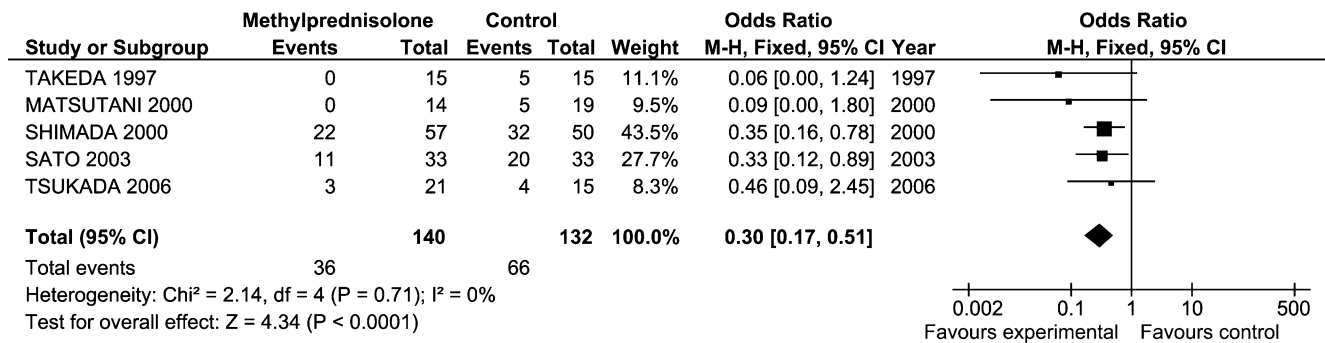 Methylprednisolone Control Odds Ratio Odds Ratio
Study or Subgroup Events Total Events Total Weight M-H, Fixed, 95% CI Year M-H, Fixed, 95% CI
TAKEDA 1997 0 15 5 15 11.1% 0.06 [0.00, 1.24] 1997
MATSUTANI 2000 0 14 5 19 9.5% 0.09 [0.00, 1.80] 2000
SHIMADA 2000 22 57 32 50 43.5% 0.35 [0.16, 0.78] 2000
SATO 2003 11 33 20 33 27.7% 0.33 [0.12, 0.89] 2003
TSUKADA 2006 3 21 4 15 8.3% 0.46 [0.09, 2.45] 2006
Total (95% CI) 140 132 100.0% 0.30 [0.17, 0.51]
Total events 36 66
Heterogeneity: Chi² = 2.14, df = 4 (P = 0.71); I² = 0%
Test for overall effect: Z = 4.34 (P < 0.0001)
0.002 0.1 1 10 500
Favours experimental Favours control